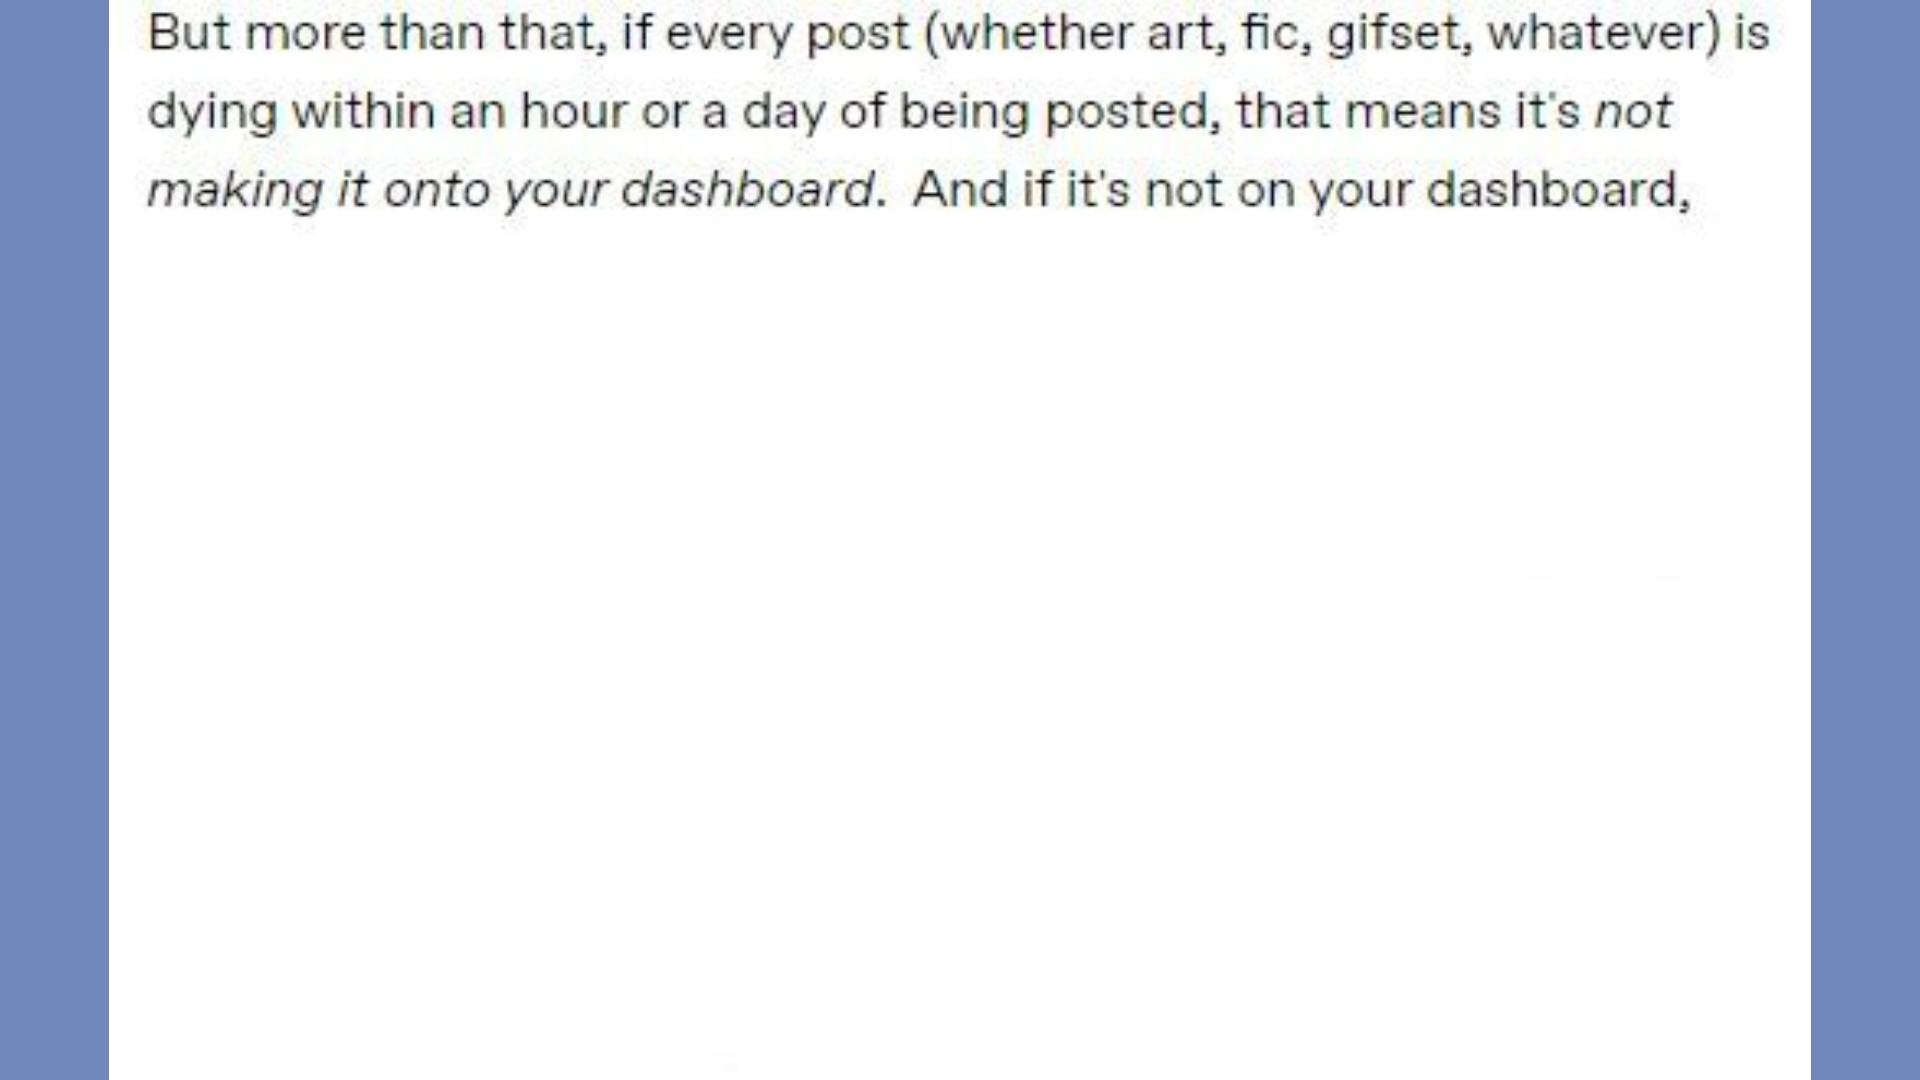 But more than that, if every post (whether art, fic, gifset, whatever) is
dying within an hour or a day of being posted, that means it's not
making it onto your dashboard.  And if it's not on your dashboard,